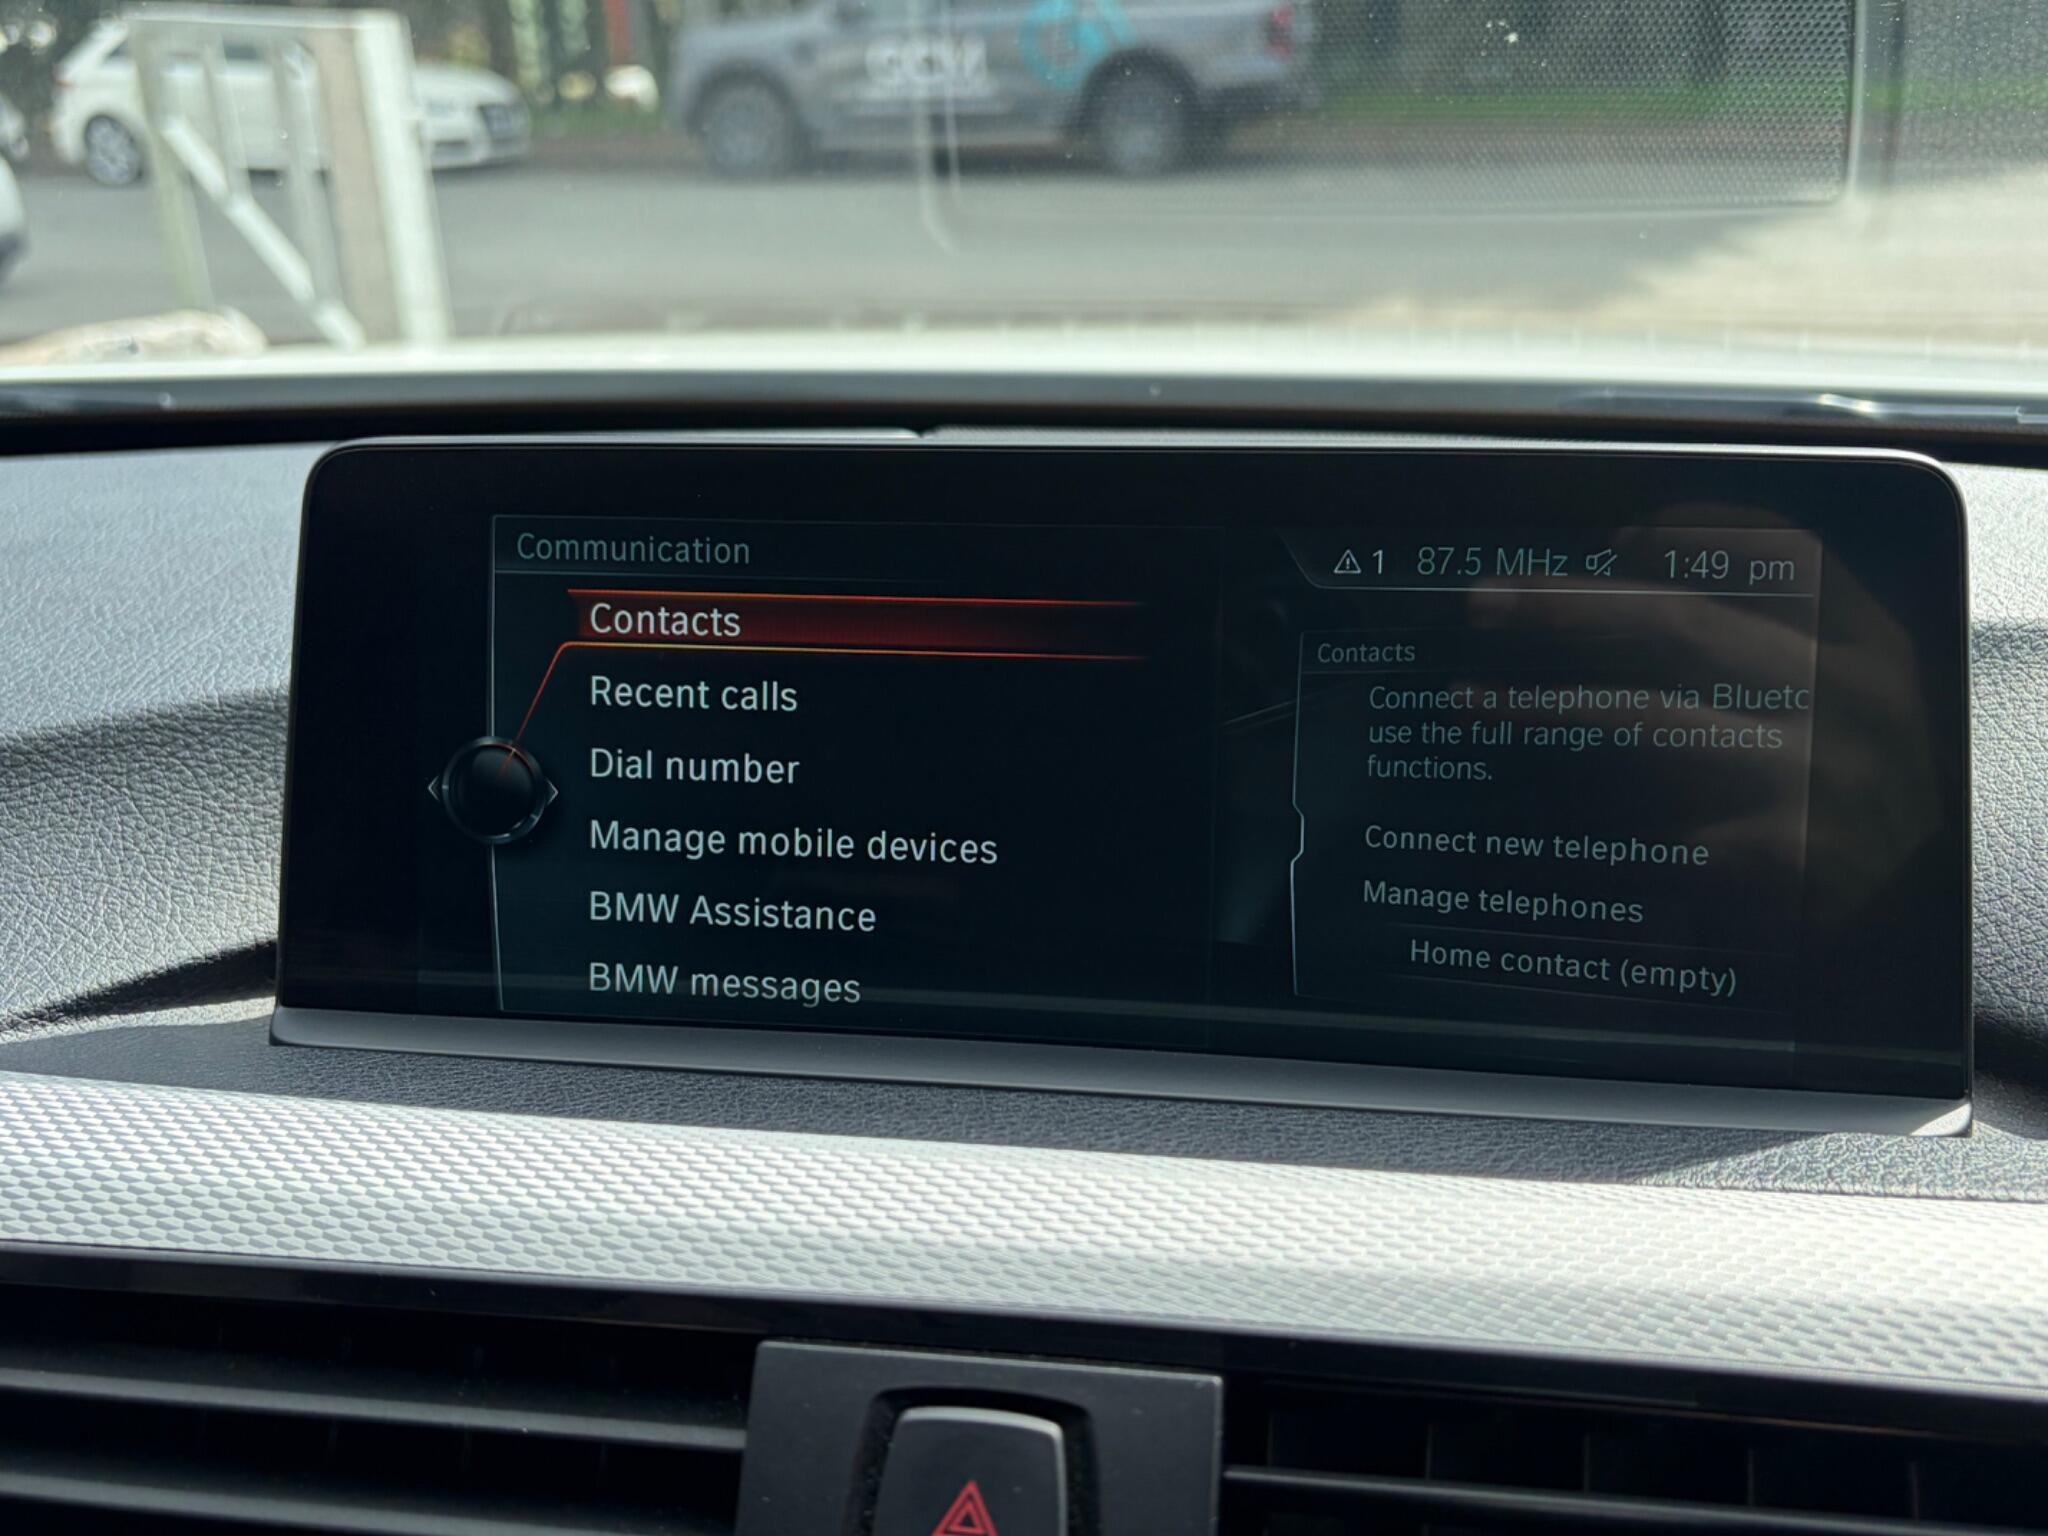 Communication
1 87.5 MHz 1:49 pm
Contacts
Recent calls
Dial number
Manage mobile devices
BMW Assistance
BMW messages
Contacts
Connect a telephone via Bluetc
use the full range of contacts
functions.
Connect new telephone
Manage telephones
Home contact (empty)